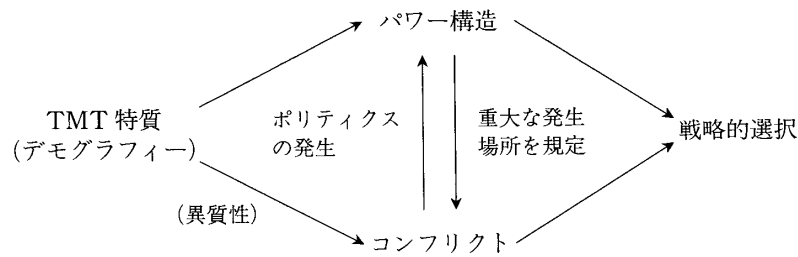 パワー構造
TMT 特質
(デモグラフィー)
ポリティクス
の発生
重大な発生
場所を規定
戦略的選択
(異質性)
コンフリクト